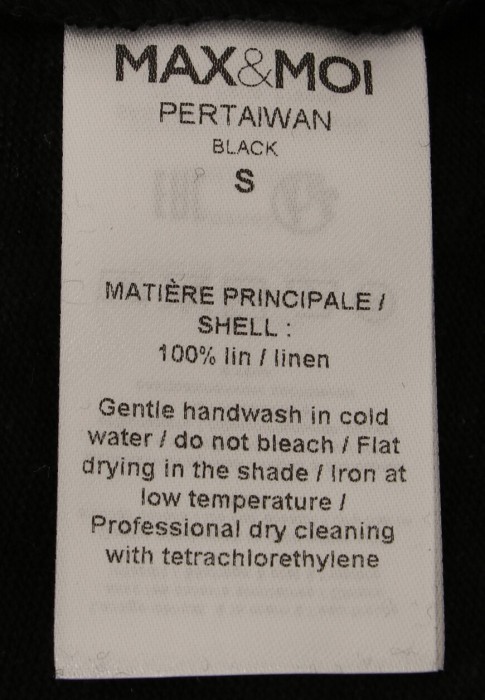 MAX&MOI
PERTAIWAN
BLACK
S
MATIÈRE PRINCIPALE /
SHELL :
100% lin / linen
Gentle handwash in cold
water / do not bleach / Flat
drying in the shade / Iron at
low temperature /
Professional dry cleaning
with tetrachlorethylene